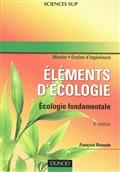 SCIENCES SUP
Master • Écoles d'ingénieurs
ÉLÉMENTS
D'ÉCOLOGIE
Écologie fondamentale
4e édition
François Ramade
DUNOD